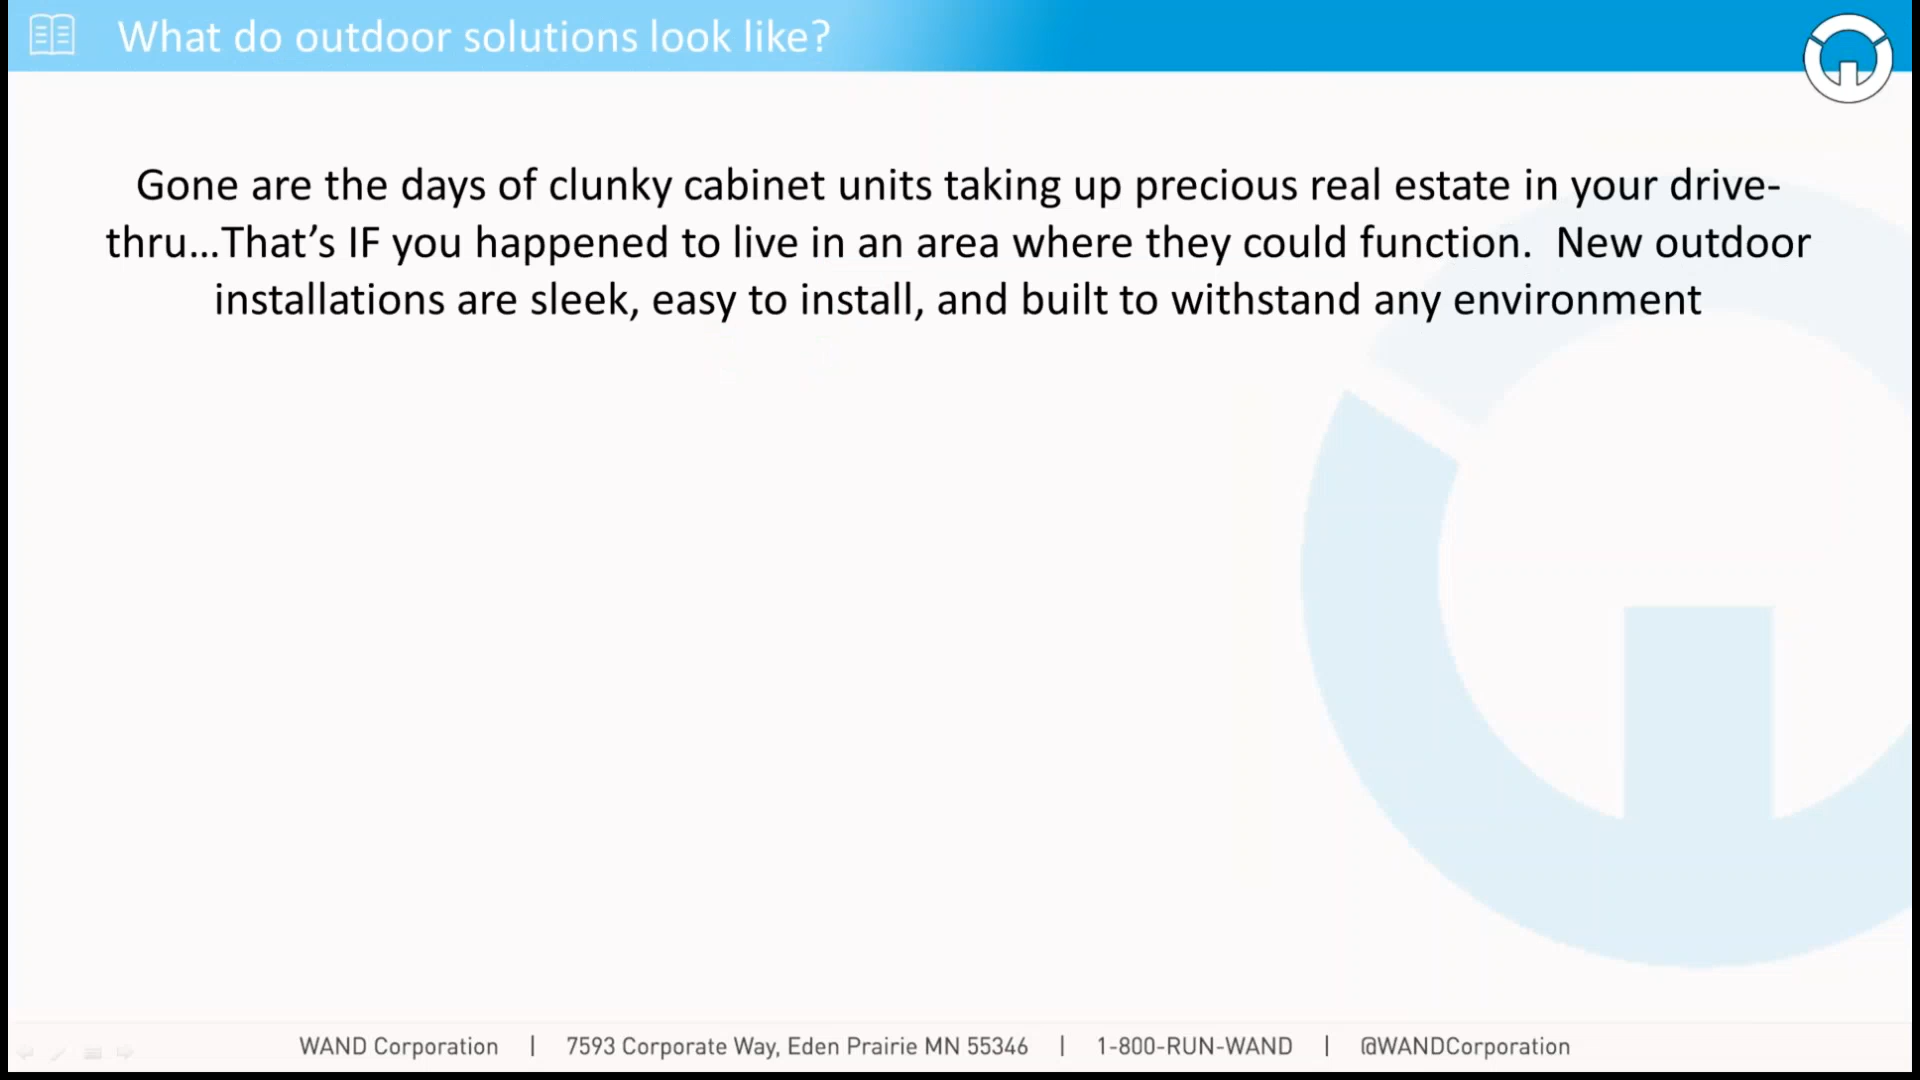 What do outdoor solutions look like?
Gone are the days of clunky cabinet units taking up precious real estate in your drive-
thru...That’s IF you happened to live in an area where they could function.  New outdoor
installations are sleek, easy to install, and built to withstand any environment
WAND Corporation | 7593 Corporate Way, Eden Prairie MN 55346 | 1-800-RUN-WAND | @WANDCorporation